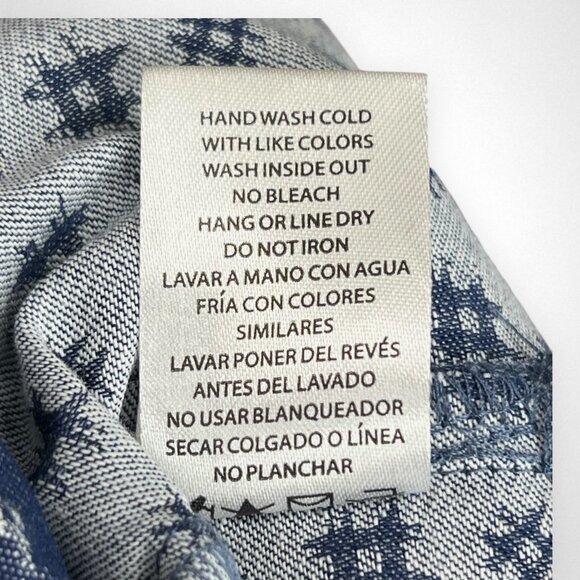 HAND WASH COLD
WITH LIKE COLORS
WASH INSIDE OUT
NO BLEACH
HANG OR LINE DRY
DO NOT IRON
LAVAR A MANO CON AGUA
FRÍA CON COLORES
SIMILARES
LAVAR PONER DEL REVÉS
ANTES DEL LAVADO
NO USAR BLANQUEADOR
SECAR COLGADO O LÍNEA
NO PLANCHAR